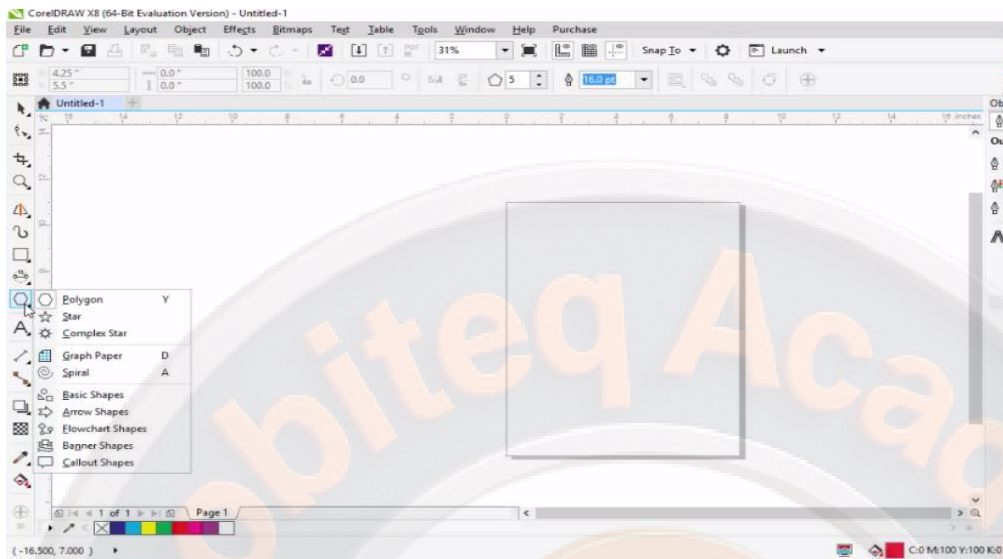 CorelDRAW X8 (64-Bit Evaluation Version) - Untitled-1
File Edit View Layout Object Effects Bitmaps Text Table Tools Window Help Purchase
31% Snap To Launch
4.25 " 0.0 " 100.0 0.0 5 16.0 pt
5.5 " 0.0 " 100.0
Untitled-1
inches
Polygon Y
Star
Complex Star
Graph Paper D
Spiral A
Basic Shapes
Arrow Shapes
Flowchart Shapes
Banner Shapes
Callout Shapes
obiteq Acad
1 of 1 Page 1
( -16.500, 7.000 ) C:0 M:100 Y:100 K:0